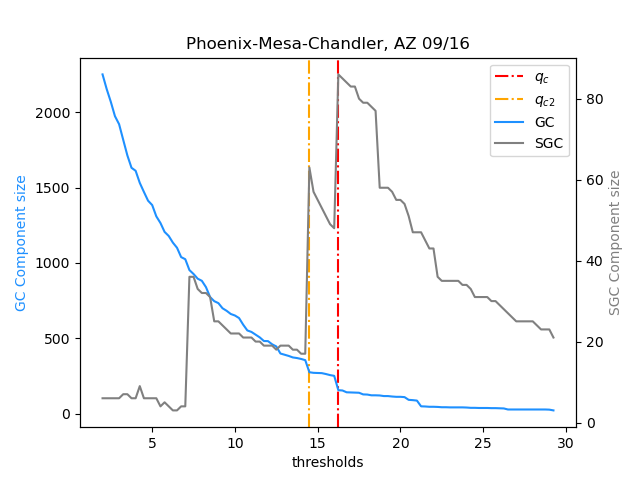 Phoenix-Mesa-Chandler, AZ 09/16
q_c
q_c2
GC
SGC
2000
1500
1000
500
0
GC Component size
80
60
40
20
0
SGC Component size
5 10 15 20 25 30
thresholds